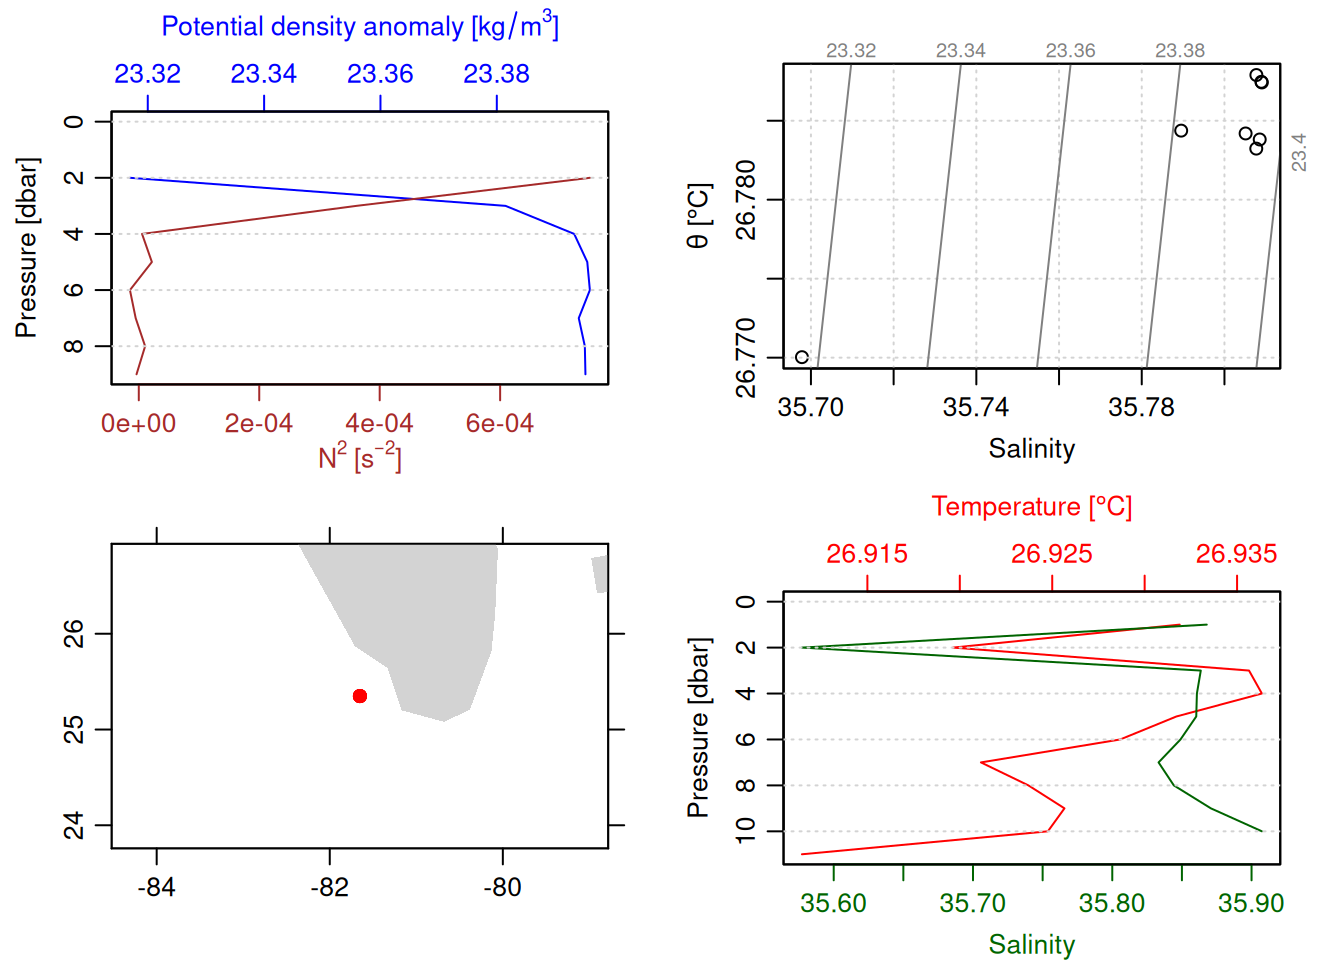 Potential density anomaly [kg/m³]
23.32 23.34 23.36 23.38
Pressure [dbar]
0
2
4
6
8
0e+00 2e-04 4e-04 6e-04
N² [s⁻²]
23.32 23.34 23.36 23.38
23.4
θ [°C]
26.780
26.770
35.70 35.74 35.78
Salinity
26
25
24
-84 -82 -80
Temperature [°C]
26.915 26.925 26.935
Pressure [dbar]
0
2
4
6
8
10
35.60 35.70 35.80 35.90
Salinity